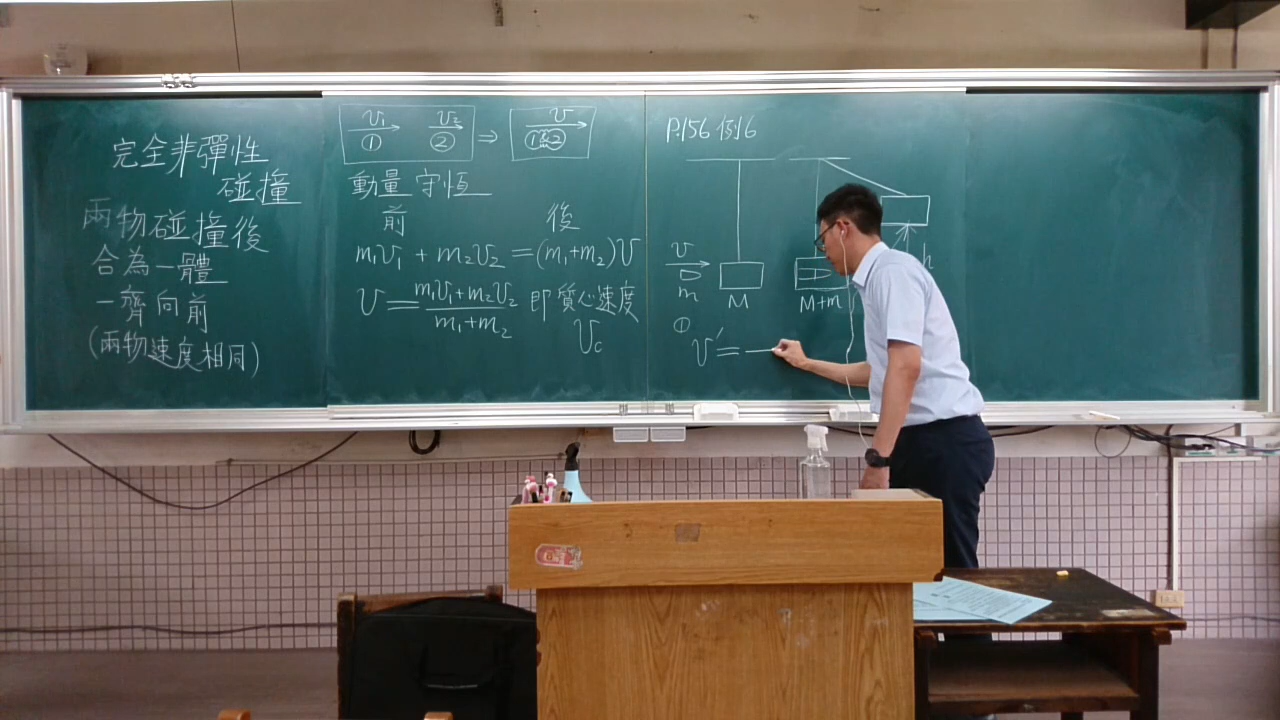 完全非彈性
碰撞
兩物碰撞後
合為一體
一齊向前
(兩物速度相同)
v₁ v₂ v
① ② ⇒ ①②
動量守恆
前 後
m₁v₁ + m₂v₂ = (m₁+m₂)v
v = (m₁v₁+m₂v₂)/(m₁+m₂) 即質心速度
v_c
P.156 例6
v
m M M+m h
①
v′ = —